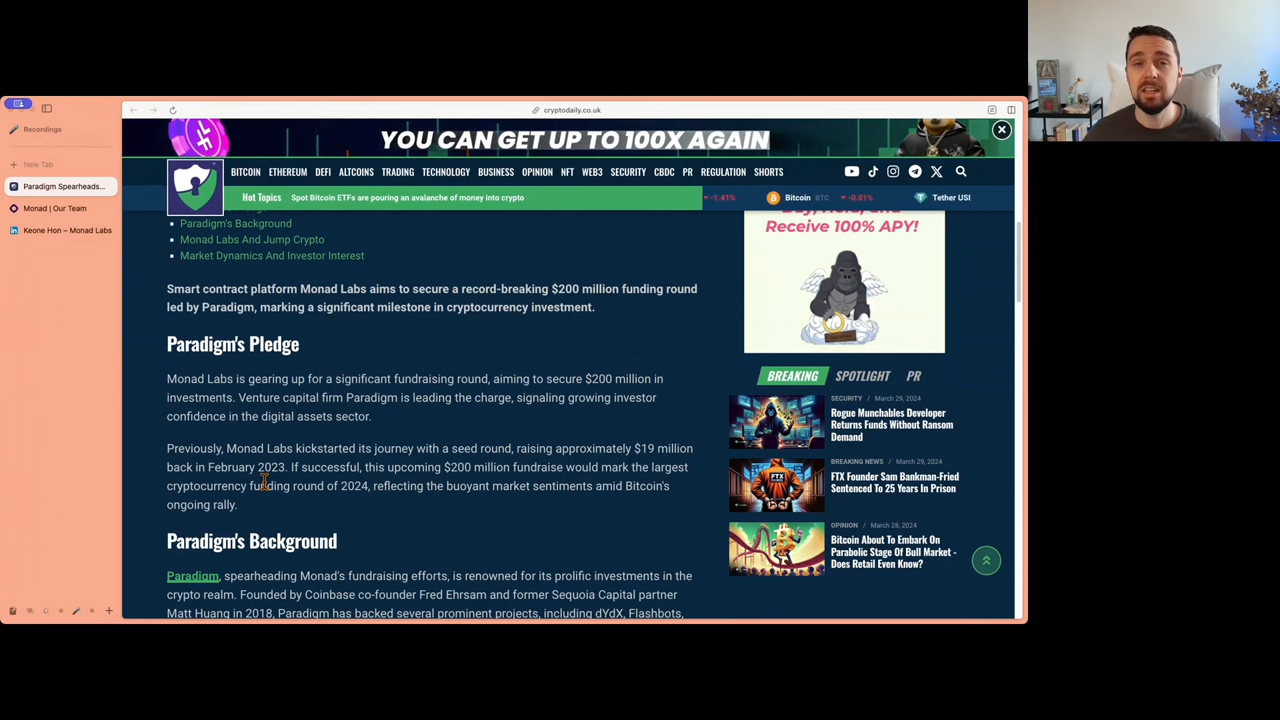 cryptodaily.co.uk
Recordings
New Tab
Paradigm Spearheads...
Monad | Our Team
Keone Hon – Monad Labs
YOU CAN GET UP TO 100X AGAIN
BITCOIN ETHEREUM DEFI ALTCOINS TRADING TECHNOLOGY BUSINESS OPINION NFT WEB3 SECURITY CBDC PR REGULATION SHORTS
Hot Topics Spot Bitcoin ETFs are pouring an avalanche of money into crypto -1.41% Bitcoin BTC -0.01% Tether USt
Paradigm's Background
Monad Labs And Jump Crypto
Market Dynamics And Investor Interest
Smart contract platform Monad Labs aims to secure a record-breaking $200 million funding round
led by Paradigm, marking a significant milestone in cryptocurrency investment.
Paradigm's Pledge
Monad Labs is gearing up for a significant fundraising round, aiming to secure $200 million in
investments. Venture capital firm Paradigm is leading the charge, signaling growing investor
confidence in the digital assets sector.
Previously, Monad Labs kickstarted its journey with a seed round, raising approximately $19 million
back in February 2023. If successful, this upcoming $200 million fundraise would mark the largest
cryptocurrency funding round of 2024, reflecting the buoyant market sentiments amid Bitcoin's
ongoing rally.
Paradigm's Background
Paradigm, spearheading Monad's fundraising efforts, is renowned for its prolific investments in the
crypto realm. Founded by Coinbase co-founder Fred Ehrsam and former Sequoia Capital partner
Matt Huang in 2018, Paradigm has backed several prominent projects, including dYdX, Flashbots,
Buy, Hold, and
Receive 100% APY!
BREAKING SPOTLIGHT PR
SECURITY / March 29, 2024
Rogue Munchables Developer
Returns Funds Without Ransom
Demand
BREAKING NEWS / March 29, 2024
FTX Founder Sam Bankman-Fried
Sentenced To 25 Years In Prison
OPINION / March 28, 2024
Bitcoin About To Embark On
Parabolic Stage Of Bull Market -
Does Retail Even Know?